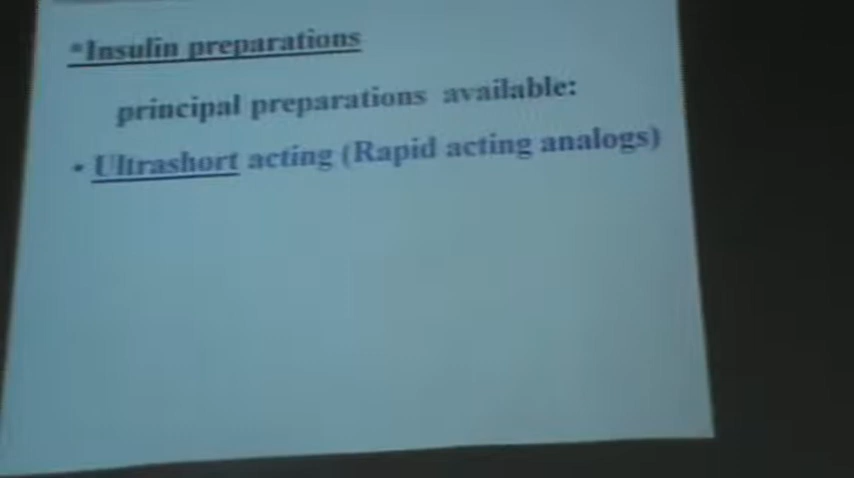 *Insulin preparations
principal preparations available:
• Ultrashort acting (Rapid acting analogs)